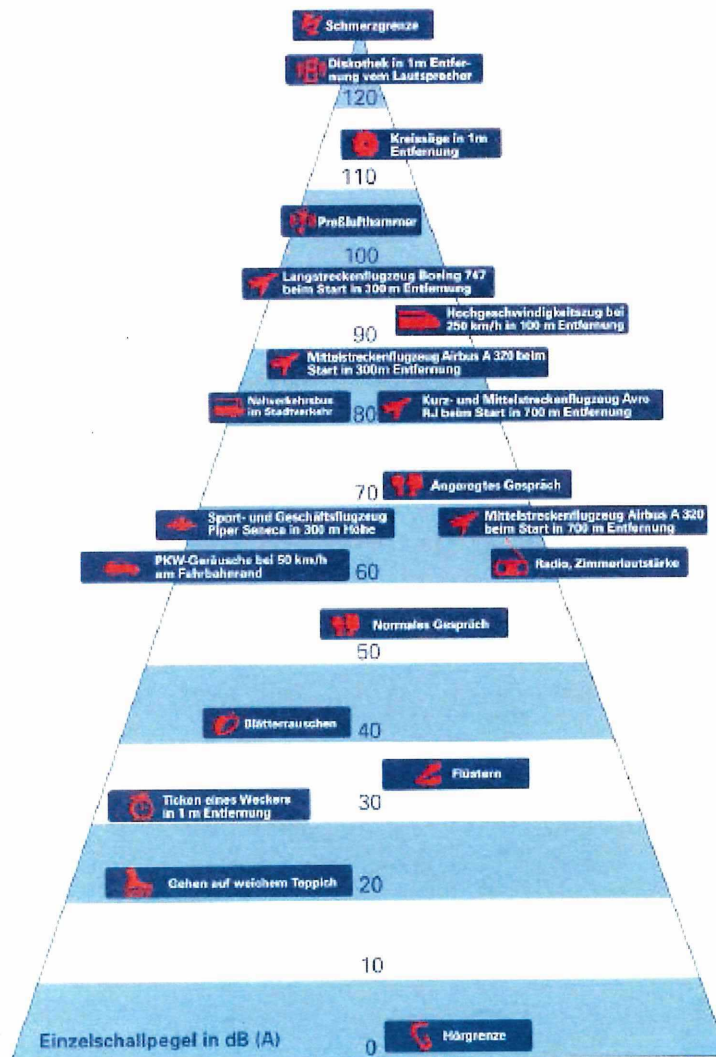 Schmerzgrenze
Diskothek in 1m Entfer-
nung vom Lautsprecher
120
Kreissäge in 1m
Entfernung
110
Preßlufthammer
100
Langstreckenflugzeug Boeing 747
beim Start in 300 m Entfernung
Hochgeschwindigkeitszug bei
250 km/h in 100 m Entfernung
90
Mittelstreckenflugzeug Airbus A 320 beim
Start in 300m Entfernung
Nahverkehrsbus
im Stadtverkehr
80
Kurz- und Mittelstreckenflugzeug Avro
RJ beim Start in 700 m Entfernung
70
Angeregtes Gespräch
Sport- und Geschäftsflugzeug
Piper Seneca in 300 m Höhe
Mittelstreckenflugzeug Airbus A 320
beim Start in 700 m Entfernung
PKW-Geräusche bei 50 km/h
am Fahrbahnrand
60
Radio, Zimmerlautstärke
Normales Gespräch
50
Blätterrauschen
40
Flüstern
Ticken eines Weckers
in 1 m Entfernung
30
Gehen auf weichem Teppich
20
10
Einzelschallpegel in dB (A)
0
Hörgrenze